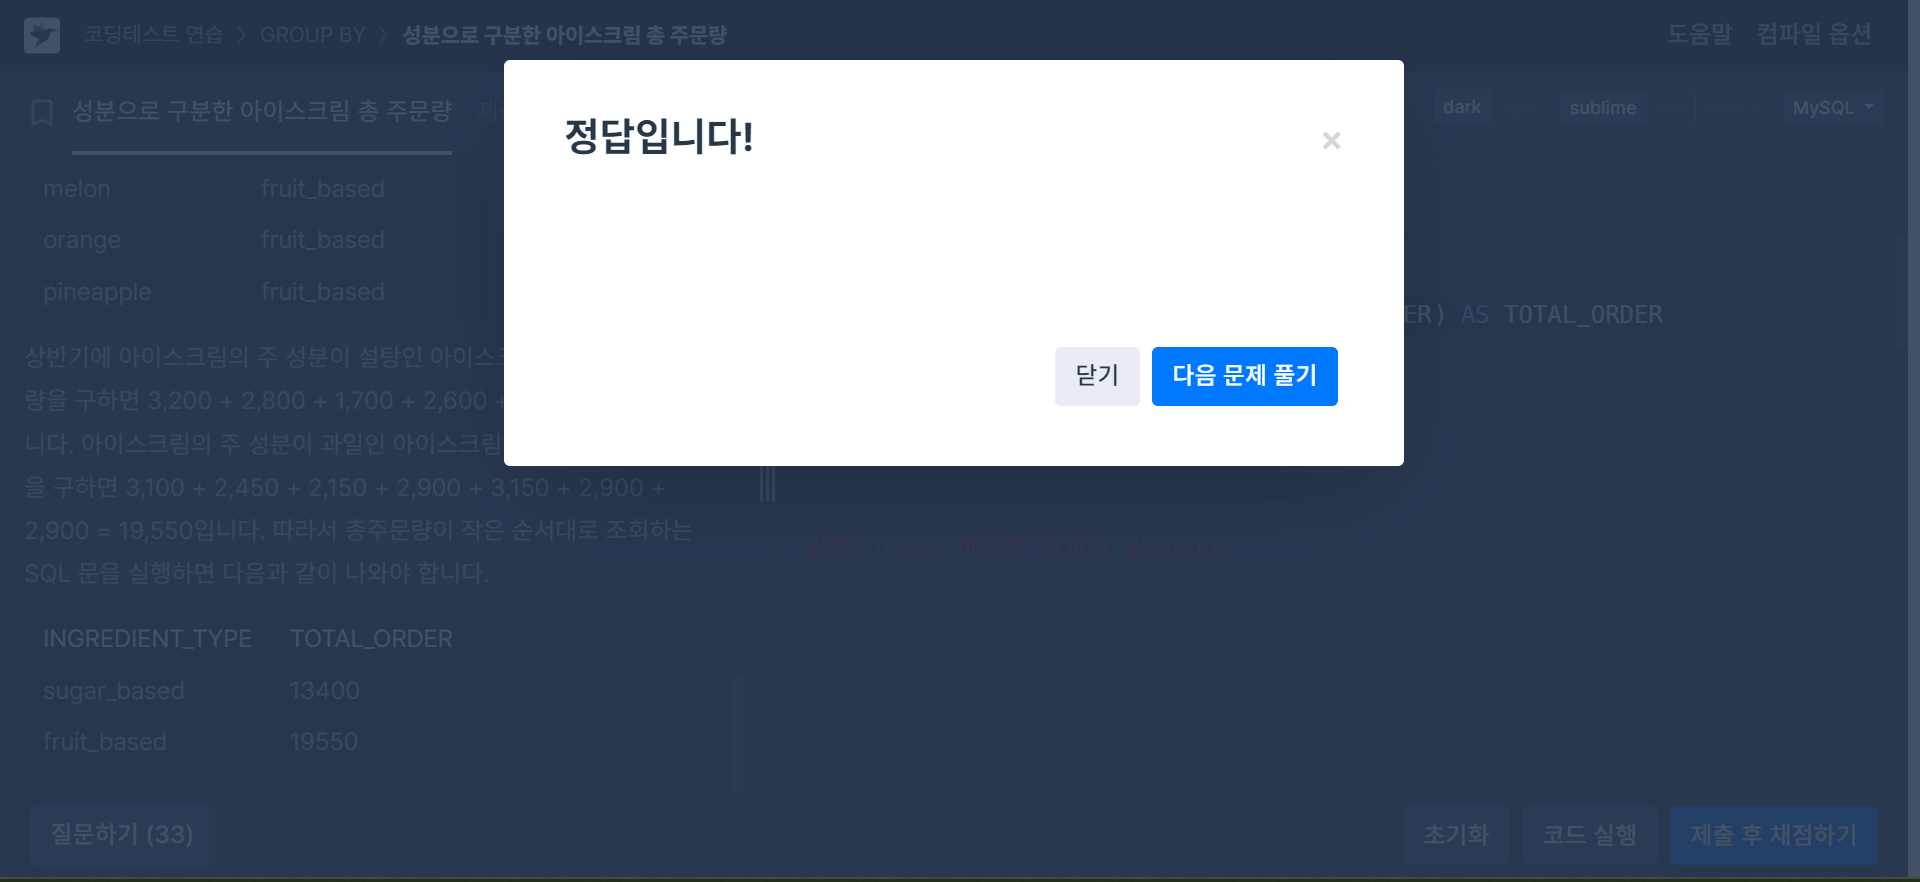 코딩테스트 연습 > GROUP BY > 성분으로 구분한 아이스크림 총 주문량
도움말 컴파일 옵션
성분으로 구분한 아이스크림 총 주문량
dark light sublime vim emacs MySQL
정답입니다!
×
melon fruit_based
orange fruit_based
pineapple fruit_based
ER) AS TOTAL_ORDER
닫기 다음 문제 풀기
상반기에 아이스크림의 주 성분이 설탕인
량을 구하면 3,200 + 2,800 + 1,700 + 2,600 +
니다. 아이스크림의 주 성분이 과일인 아이스크림
을 구하면 3,100 + 2,450 + 2,150 + 2,900 + 3,150 + 2,900 +
2,900 = 19,550입니다. 따라서 총주문량이 작은 순서대로 조회하는
SQL 문을 실행하면 다음과 같이 나와야 합니다.
INGREDIENT_TYPE TOTAL_ORDER
sugar_based 13400
fruit_based 19550
질문하기 (33)
초기화 코드 실행 제출 후 채점하기